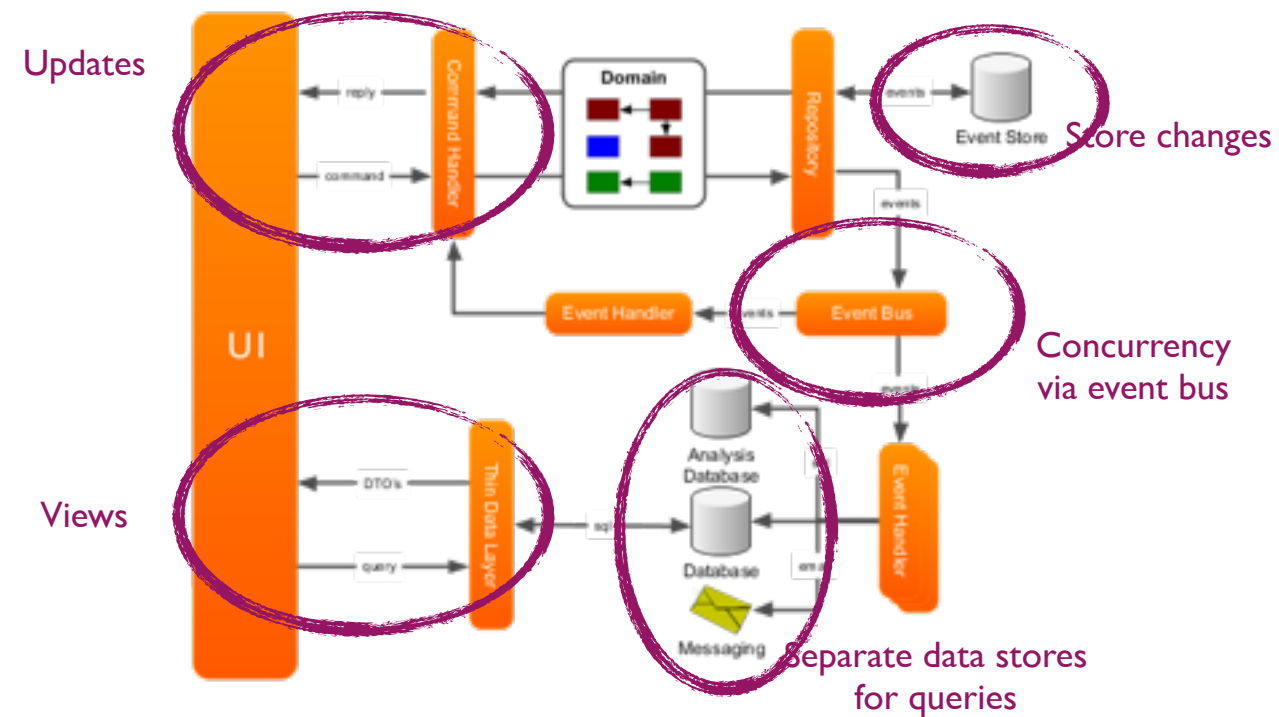 Updates
reply
command
Command Handler
Domain
Repository
events
Event Store
Store changes
events
Event Handler
Event Bus
Concurrency
via event bus
UI
Views
DTO's
query
Thin Data Layer
Analysis
Database
Database
Messaging
Event Handler
Separate data stores
for queries